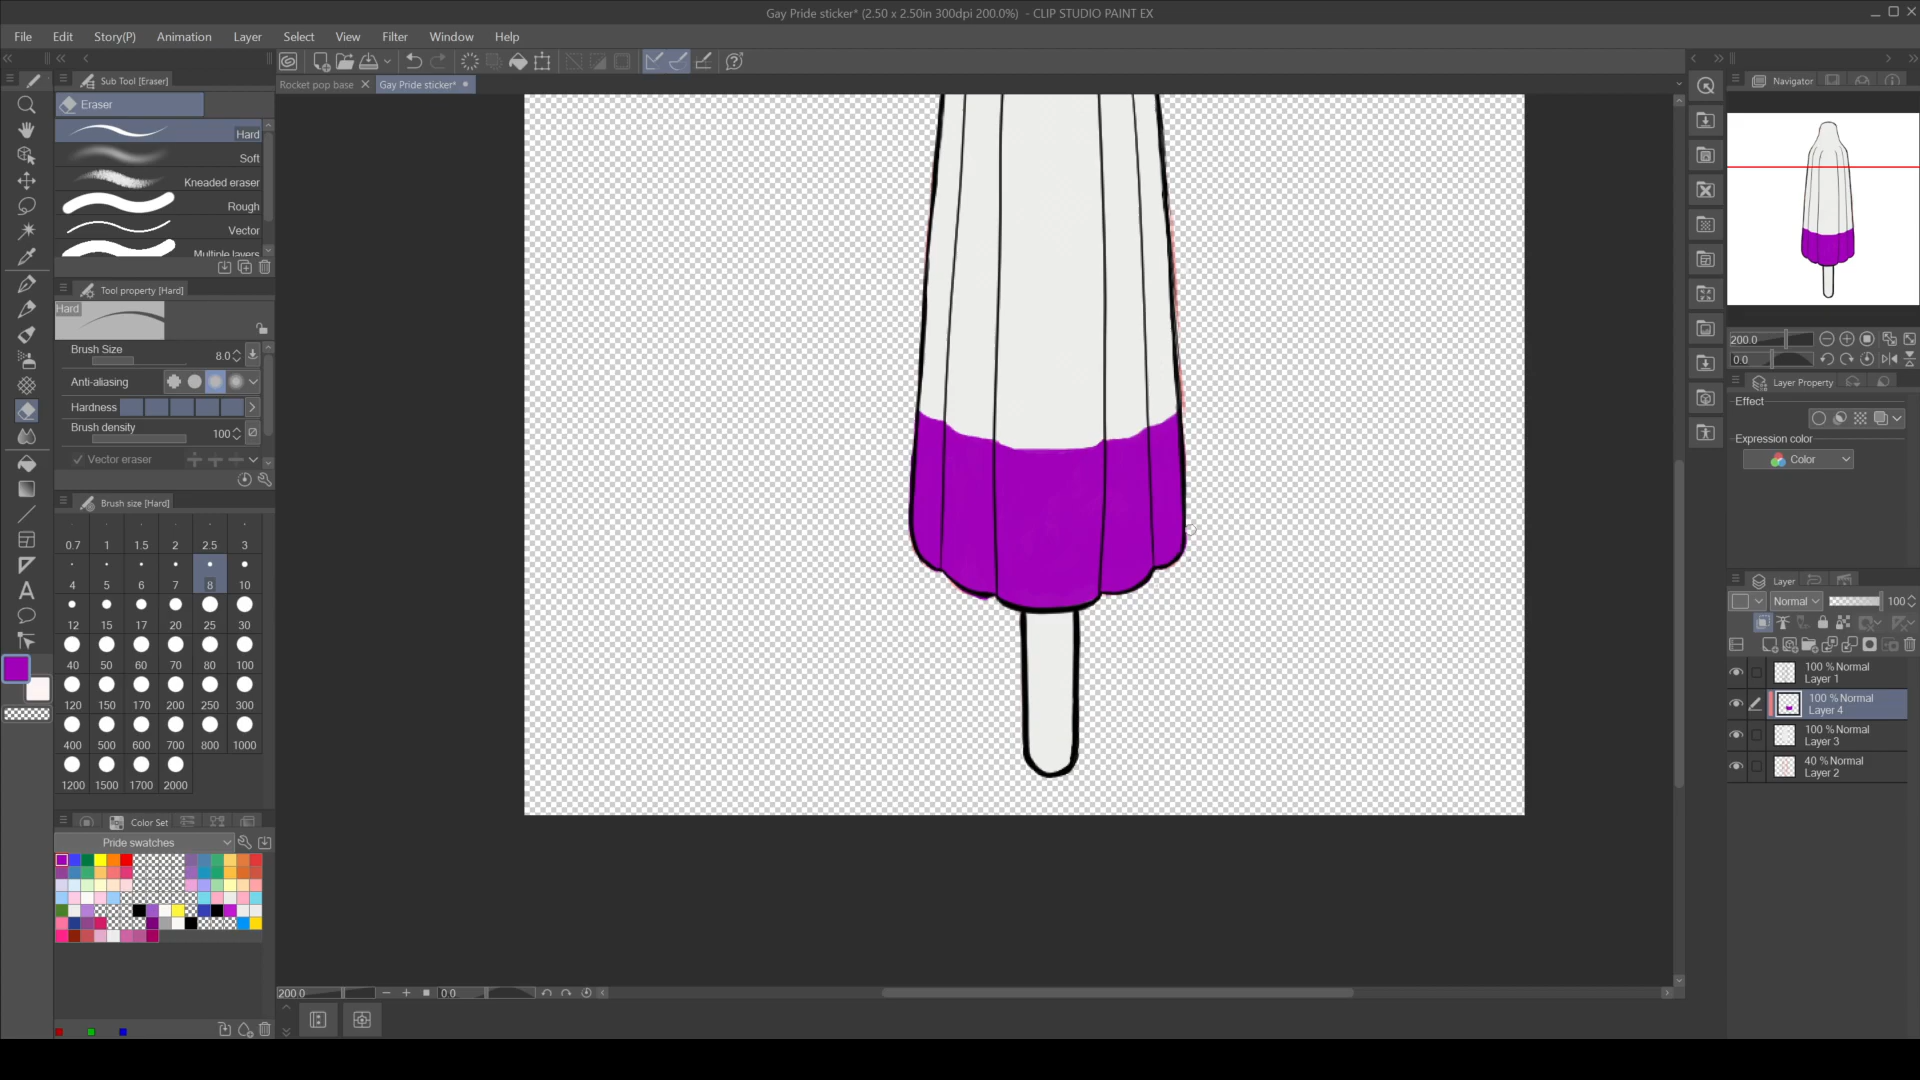 Gay Pride sticker* (2.50 x 2.50in 300dpi 200.0%) - CLIP STUDIO PAINT EX
File Edit Story(P) Animation Layer Select View Filter Window Help
Sub Tool [Eraser]
Eraser
Hard
Soft
Kneaded eraser
Rough
Vector
Multiple layers
Tool property [Hard]
Hard
Brush Size 8.0
Anti-aliasing
Hardness
Brush density 100
Vector eraser
Brush size [Hard]
0.7 1 1.5 2 2.5 3
4 5 6 7 8 10
12 15 17 20 25 30
40 50 60 70 80 100
120 150 170 200 250 300
400 500 600 700 800 1000
1200 1500 1700 2000
Color Set
Pride swatches
Rocket pop base
Gay Pride sticker*
200.0
0.0
Navigator
200.0
0.0
Layer Property
Effect
Expression color
Color
Layer
Normal 100
100 % Normal
Layer 1
100 % Normal
Layer 4
100 % Normal
Layer 3
40 % Normal
Layer 2